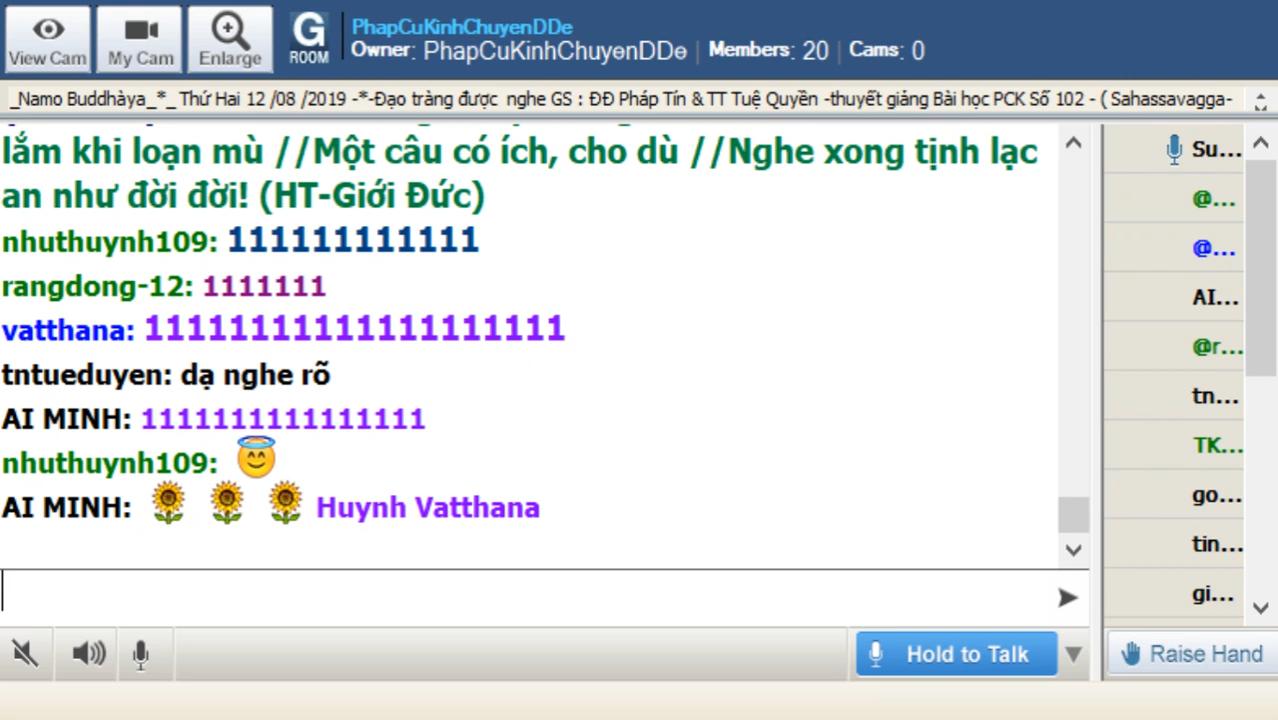 PhapCuKinhChuyenDDe
View Cam My Cam Enlarge G ROOM Owner: PhapCuKinhChuyenDDe | Members: 20 | Cams: 0
_Namo Buddhàya_*_ Thứ Hai 12 /08 /2019 -*-Đạo tràng được nghe GS : ĐĐ Pháp Tín & TT Tuệ Quyền -thuyết giảng Bài học PCK Số 102 - ( Sahassavagga-
lắm khi loạn mù //Một câu có ích, cho dù //Nghe xong tịnh lạc
an như đời đời! (HT-Giới Đức)
nhuthuynh109: 111111111111
rangdong-12: 1111111
vatthana: 11111111111111111111
tntueduyen: dạ nghe rõ
AI MINH: 1111111111111111
nhuthuynh109:
AI MINH: Huynh Vatthana
Su...
@...
@...
AI...
@r...
tn...
TK...
go...
tin...
gi...
Hold to Talk
Raise Hand